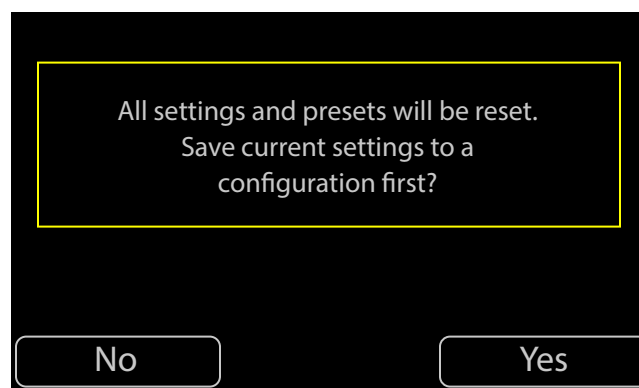 All settings and presets will be reset.
Save current settings to a
configuration first?
No
Yes